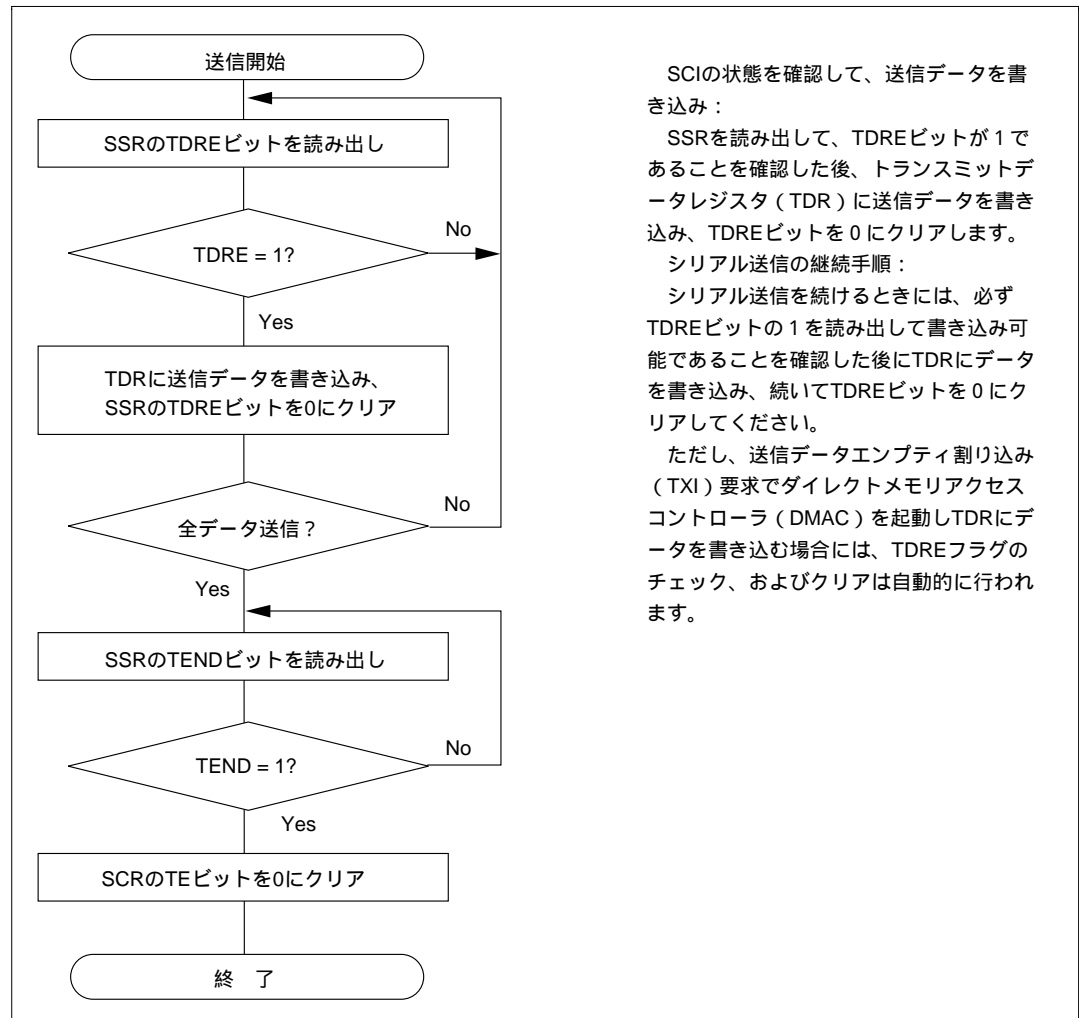 送信開始
SSRのTDREビットを読み出し
TDRE = 1?
No
Yes
TDRに送信データを書き込み、
SSRのTDREビットを0にクリア
全データ送信？
No
Yes
SSRのTENDビットを読み出し
TEND = 1?
No
Yes
SCRのTEビットを0にクリア
終　了
SCIの状態を確認して、送信データを書
き込み：
SSRを読み出して、TDREビットが1で
あることを確認した後、トランスミットデ
ータレジスタ（TDR）に送信データを書き
込み、TDREビットを0にクリアします。
シリアル送信の継続手順：
シリアル送信を続けるときには、必ず
TDREビットの1を読み出して書き込み可
能であることを確認した後にTDRにデータ
を書き込み、続いてTDREビットを0にク
リアしてください。
ただし、送信データエンプティ割り込み
（TXI）要求でダイレクトメモリアクセス
コントローラ（DMAC）を起動しTDRにデ
ータを書き込む場合には、TDREフラグの
チェック、およびクリアは自動的に行われ
ます。